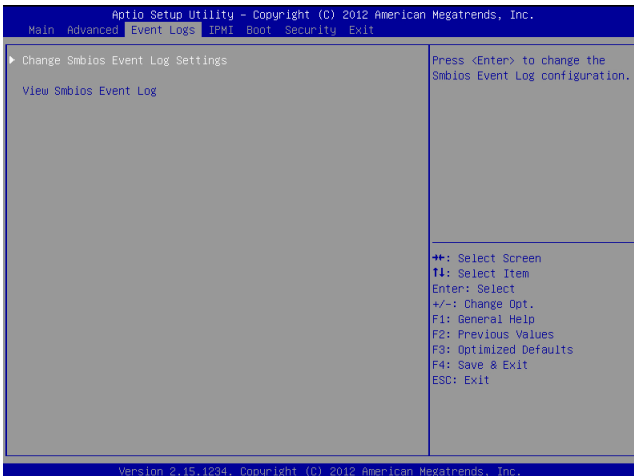 Aptio Setup Utility – Copyright (C) 2012 American Megatrends, Inc.
Main Advanced Event Logs IPMI Boot Security Exit
Change Smbios Event Log Settings
View Smbios Event Log
Press <Enter> to change the
Smbios Event Log configuration.
→←: Select Screen
↑↓: Select Item
Enter: Select
+/-: Change Opt.
F1: General Help
F2: Previous Values
F3: Optimized Defaults
F4: Save & Exit
ESC: Exit
Version 2.15.1234. Copyright (C) 2012 American Megatrends, Inc.